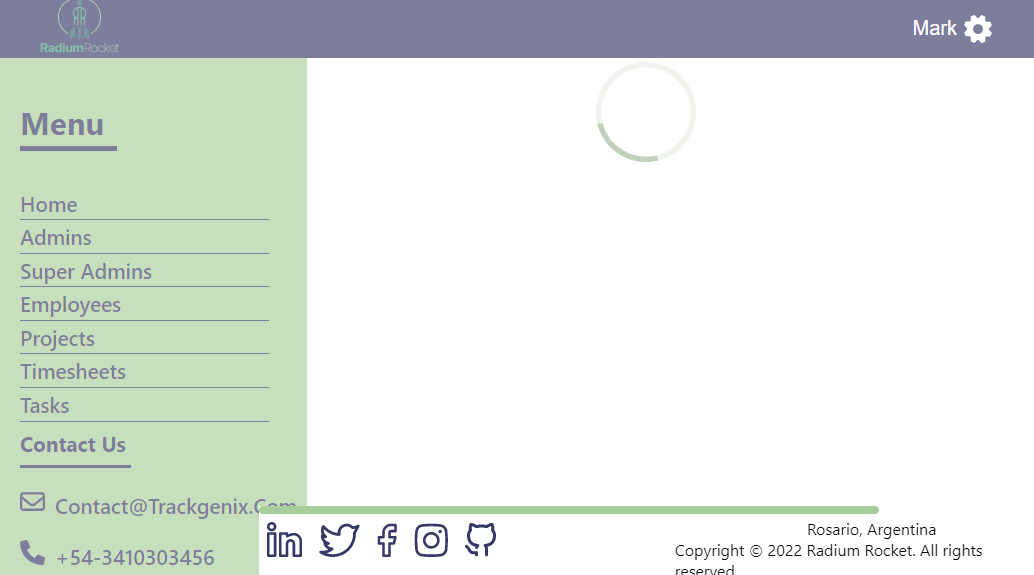 RadiumRocket
Mark
Menu
Home
Admins
Super Admins
Employees
Projects
Timesheets
Tasks
Contact Us
Contact@Trackgenix.Com
+54-3410303456
Rosario, Argentina
Copyright © 2022 Radium Rocket. All rights
reserved